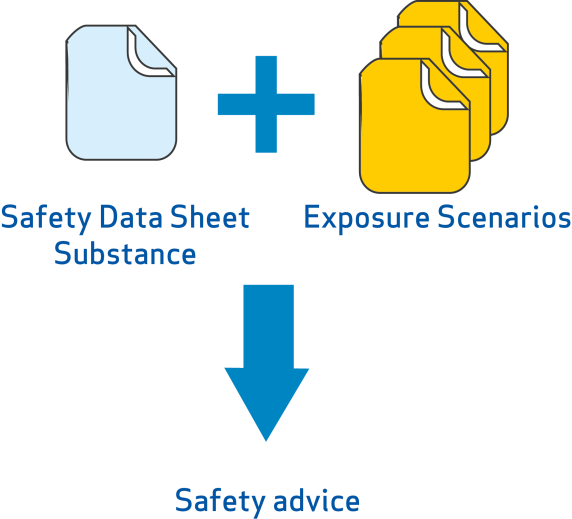 Safety Data Sheet
Substance
Exposure Scenarios
Safety advice